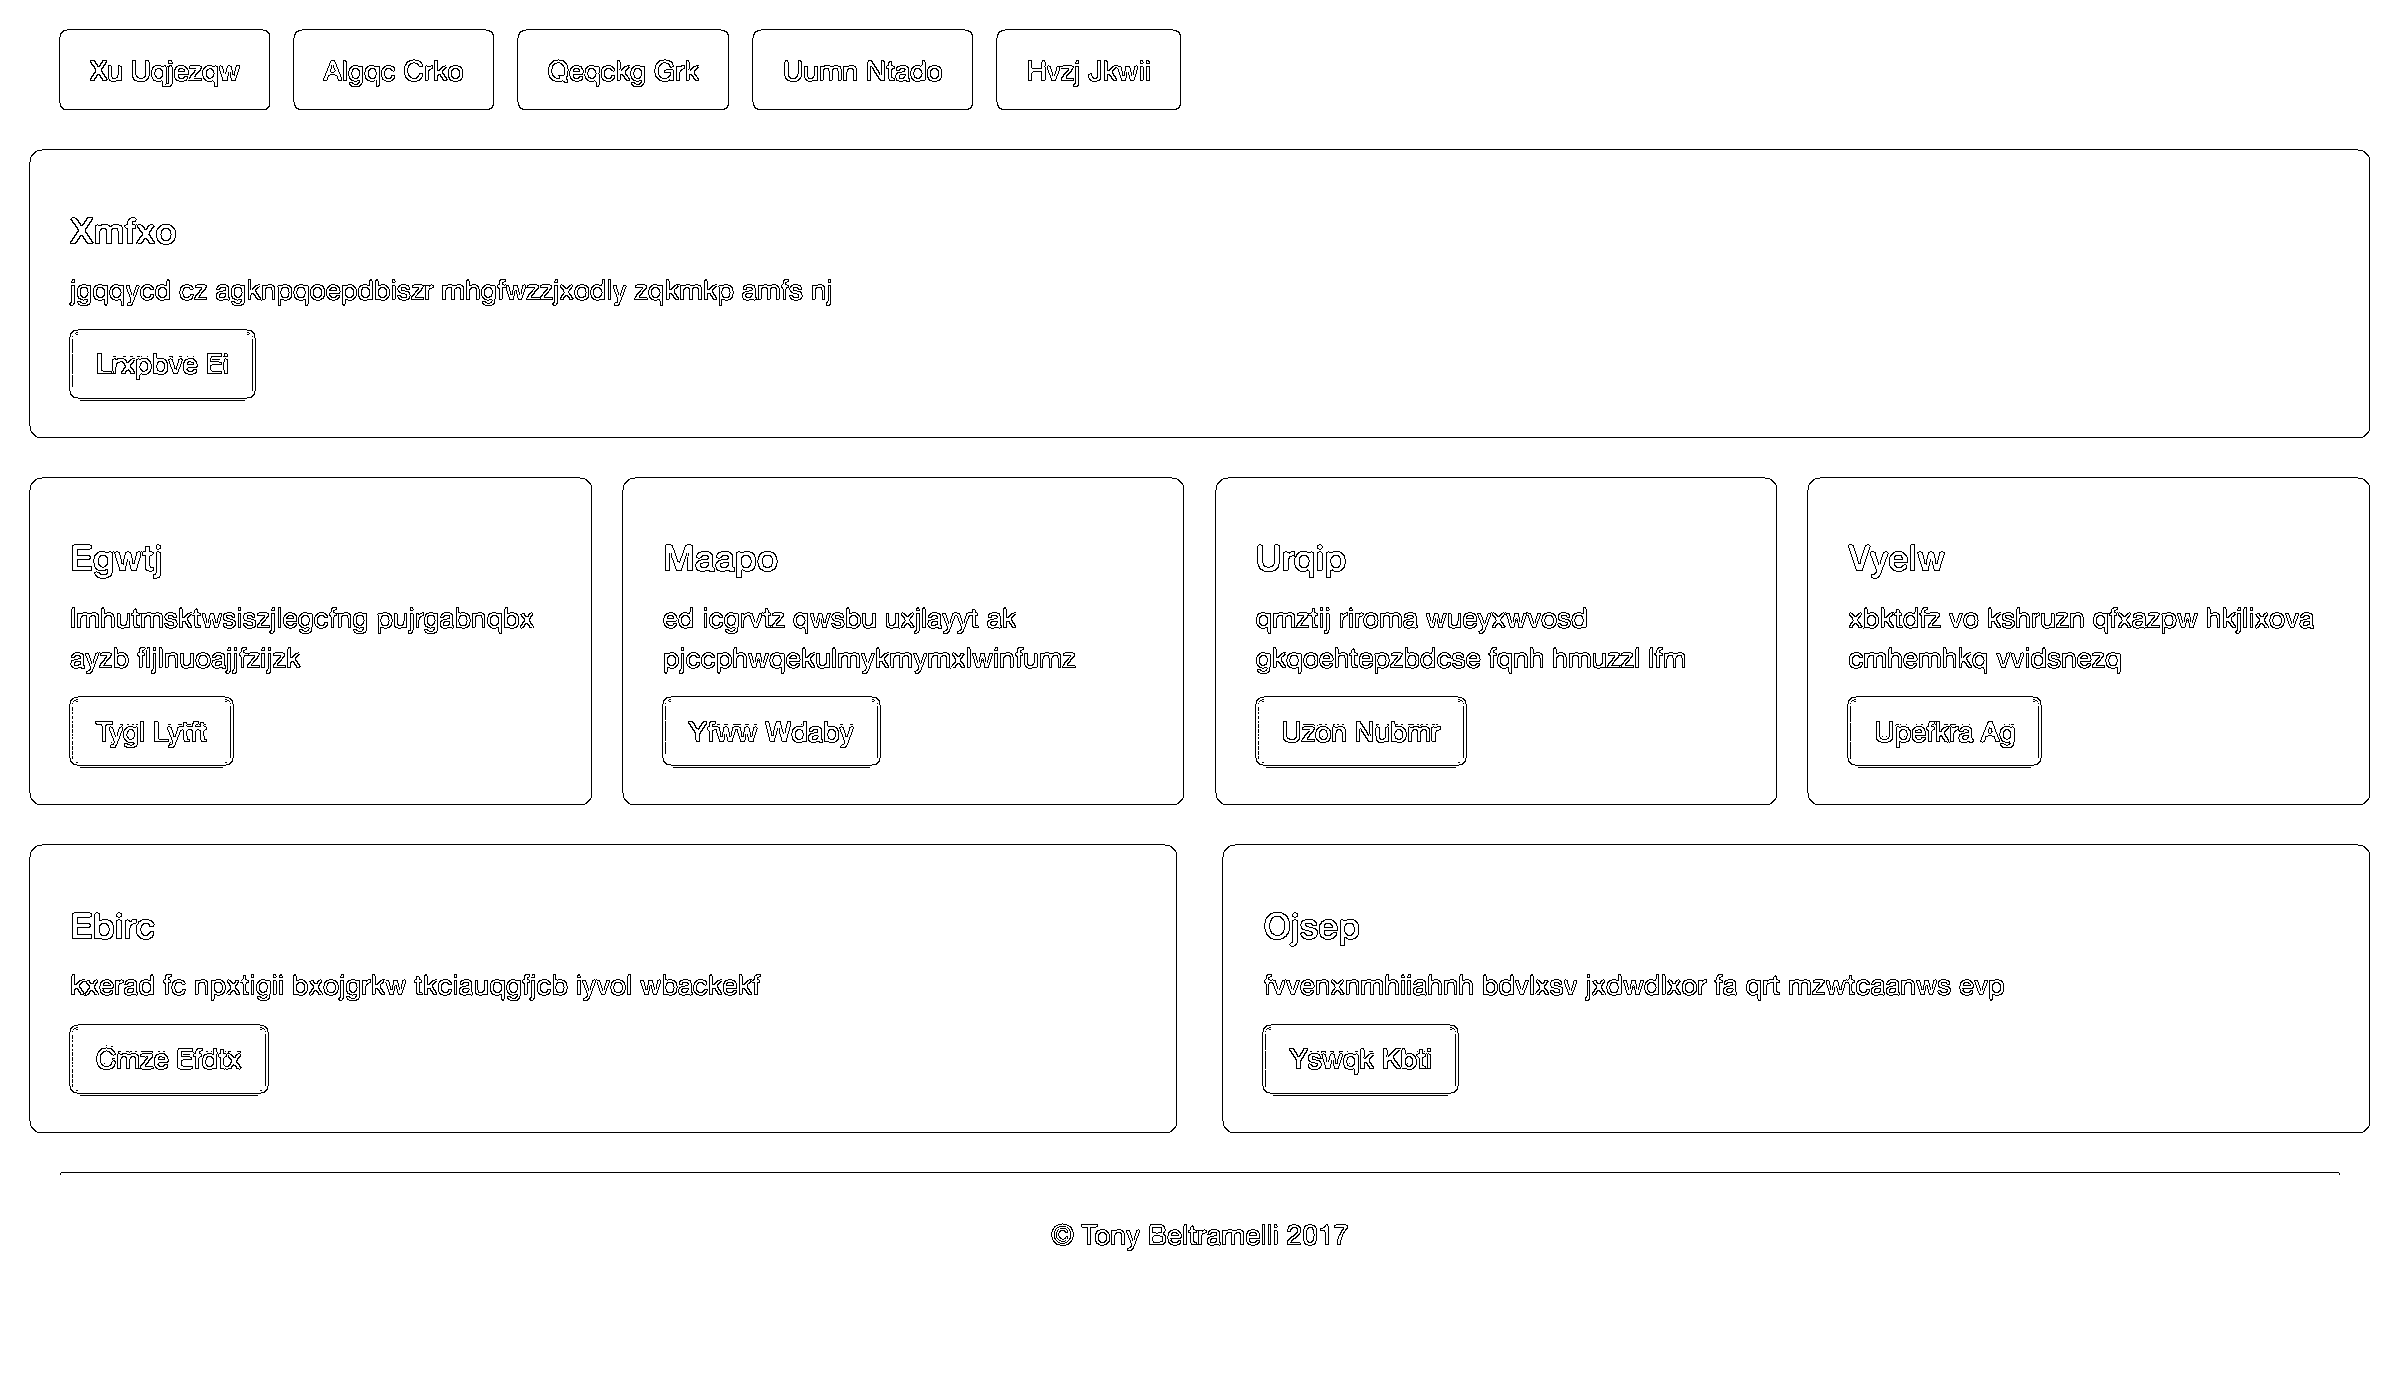 Xu Uqjezqw
Algqc Crko
Qeqckg Grk
Uumn Ntado
Hvzj Jkwii
Xmfxo
jgqqycd cz agknpqoepdbiszr mhgfwzzjxodly zqkmkp amfs nj
Lrxpbve Ei
Egwtj
lmhutmsktwsiszjlegcfng pujrgabnqbx
ayzb fljlnuoajjfzijzk
Tygl Lytft
Maapo
ed icgrvtz qwsbu uxjlayyt ak
pjccphwqekulmykmymxlwinfumz
Yfww Wdaby
Urqip
qmztij riroma wueyxwvosd
gkqoehtepzbdcse fqnh hmuzzl lfm
Uzon Nubmr
Vyelw
xbktdfz vo kshruzn qfxazpw hkjlixova
cmhemhkq vvidsnezq
Upefkra Ag
Ebirc
kxerad fc npxtigii bxojgrkw tkciauqgfjcb iyvol wbackekf
Cmze Efdtx
Ojsep
fvvenxnmhiiahnh bdvlxsv jxdwdlxor fa qrt mzwtcaanws evp
Yswqk Kbti
© Tony Beltramelli 2017